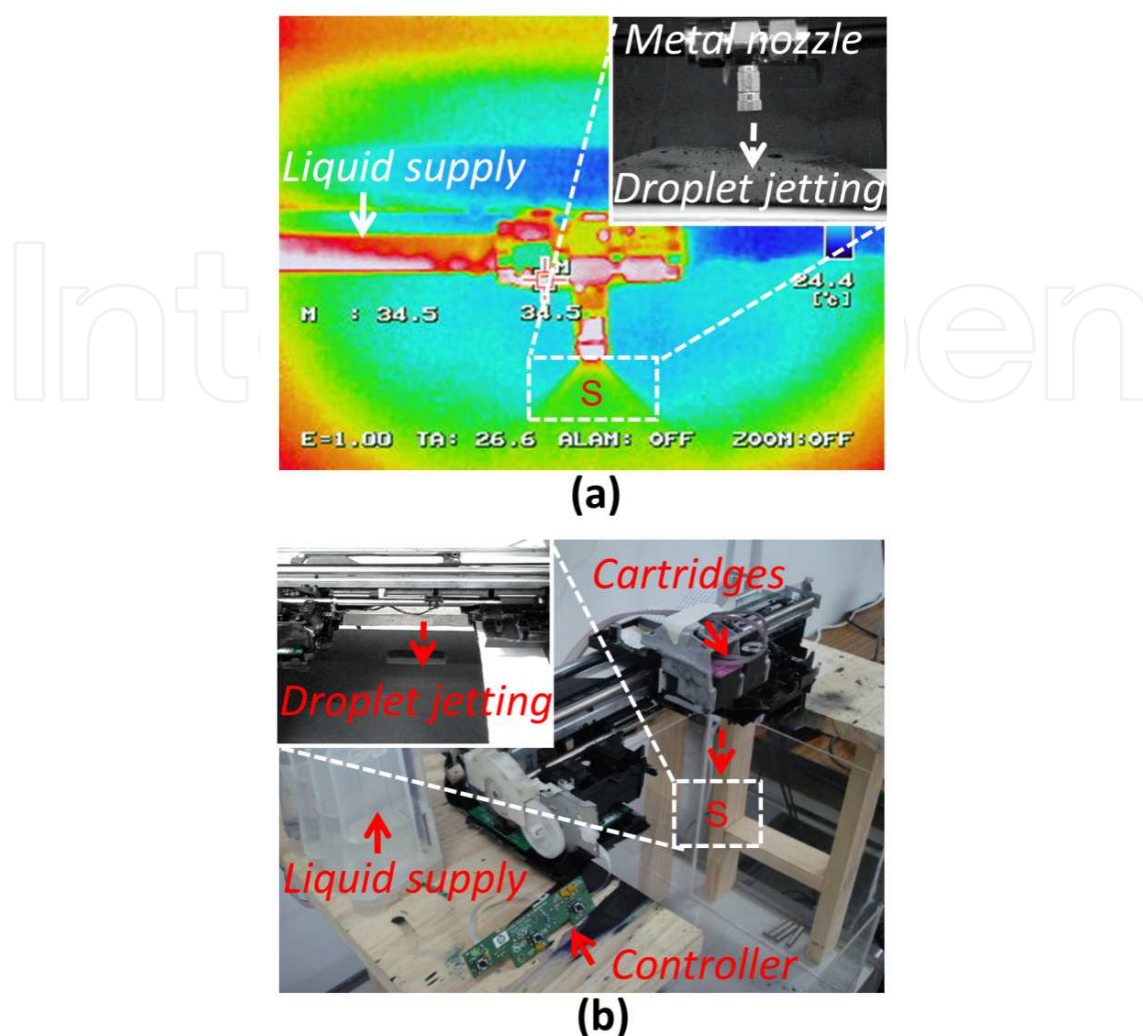 Metal nozzle
Liquid supply
Droplet jetting
M
24.4
[℃]
M : 34.5
34.5
S
E=1.00 TA: 26.6 ALAM: OFF ZOOM:OFF
(a)
Cartridges
Droplet jetting
S
Liquid supply
Controller
(b)